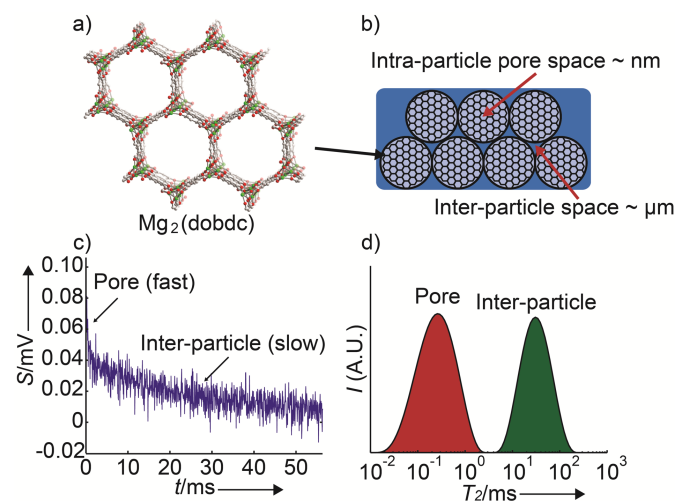 a)
b)
Intra-particle pore space ~ nm
Inter-particle space ~ μm
Mg₂(dobdc)
c)
0.10
0.08
0.06
0.04
0.02
0
-0.02
S/mV
Pore (fast)
Inter-particle (slow)
0 10 20 30 40 50
t/ms
d)
I (A.U.)
Pore
Inter-particle
10⁻² 10⁻¹ 10⁰ 10¹ 10² 10³
T₂/ms